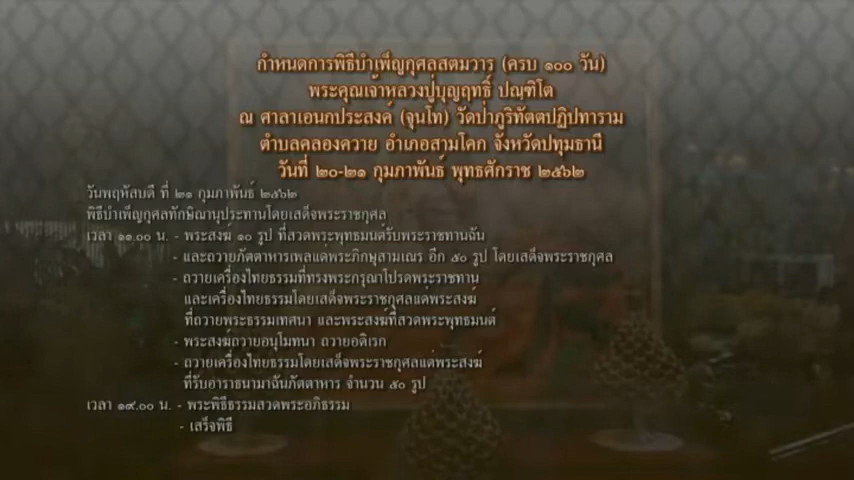 กำหนดการพิธีบำเพ็ญกุศลสตมวาร (ครบ ๑๐๐ วัน)
พระคุณเจ้าหลวงปู่บุญฤทธิ์ ปณฺฑิโต
ณ ศาลาเอนกประสงค์ (จุนโท) วัดป่าภูริทัตตปฏิปทาราม
ตำบลคลองควาย อำเภอสามโคก จังหวัดปทุมธานี
วันที่ ๒๐-๒๑ กุมภาพันธ์ พุทธศักราช ๒๕๖๒
วันพฤหัสบดี ที่ ๒๑ กุมภาพันธ์ ๒๕๖๒
พิธีบำเพ็ญกุศลทักษิณานุประทานโดยเสด็จพระราชกุศล
เวลา ๑๑.๐๐ น. - พระสงฆ์ ๑๐ รูป ที่สวดพระพุทธมนต์รับพระราชทานฉัน
- และถวายภัตตาหารเพลแด่พระภิกษุสามเณร อีก ๕๐ รูป โดยเสด็จพระราชกุศล
- ถวายเครื่องไทยธรรมที่ทรงพระกรุณาโปรดพระราชทาน
และเครื่องไทยธรรมโดยเสด็จพระราชกุศลแด่พระสงฆ์
ที่ถวายพระธรรมเทศนา และพระสงฆ์ที่สวดพระพุทธมนต์
- พระสงฆ์ถวายอนุโมทนา ถวายอดิเรก
- ถวายเครื่องไทยธรรมโดยเสด็จพระราชกุศลแด่พระสงฆ์
ที่รับอาราธนามาฉันภัตตาหาร จำนวน ๕๐ รูป
เวลา ๑๙.๐๐ น. - พระพิธีธรรมสวดพระอภิธรรม
- เสร็จพิธี